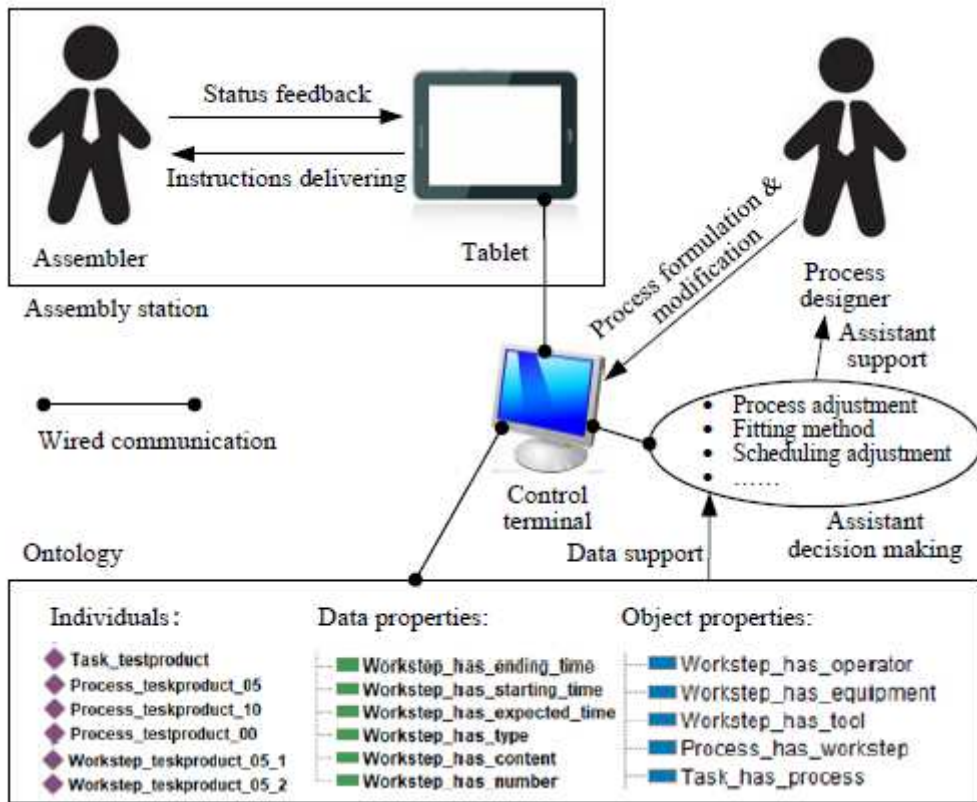 Status feedback
Instructions delivering
Assembler
Tablet
Assembly station
Process formulation &
modification
Process
designer
Assistant
support
Wired communication
Process adjustment
Fitting method
Scheduling adjustment
……
Control
terminal
Assistant
decision making
Data support
Ontology
Individuals:
Task_testproduct
Process_teskproduct_05
Process_teskproduct_10
Process_testproduct_00
Workstep_teskproduct_05_1
Workstep_teskproduct_05_2
Data properties:
Workstep_has_ending_time
Workstep_has_starting_time
Workstep_has_expected_time
Workstep_has_type
Workstep_has_content
Workstep_has_number
Object properties:
Workstep_has_operator
Workstep_has_equipment
Workstep_has_tool
Process_has_workstep
Task_has_process